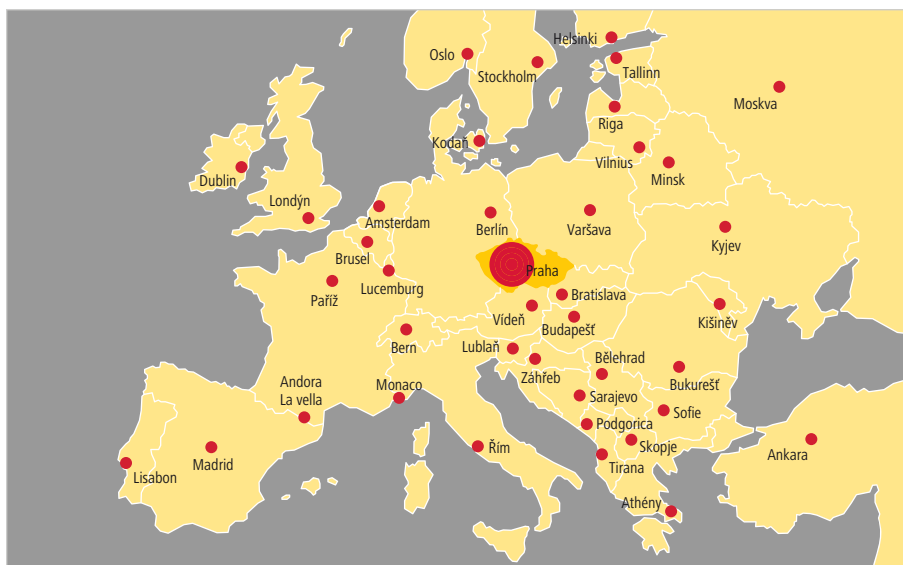 Helsinki
Oslo
Stockholm
Tallinn
Moskva
Riga
Kodaň
Vilnius
Minsk
Dublin
Londýn
Amsterdam
Berlín
Varšava
Kyjev
Brusel
Praha
Lucemburg
Paříž
Bratislava
Vídeň
Budapešť
Kišiněv
Bern
Lublaň
Bělehrad
Záhřeb
Bukurešť
Andora
La vella
Monaco
Sarajevo
Sofie
Podgorica
Řím
Skopje
Ankara
Madrid
Lisabon
Tirana
Athény